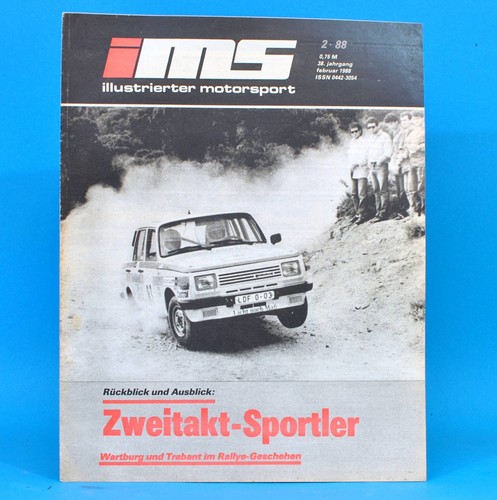 ims
illustrierter motorsport
2 · 88
0,75 M
38. jahrgang
februar 1988
ISSN 0442-3054
LDF 0-03
Rückblick und Ausblick:
Zweitakt-Sportler
Wartburg und Trabant im Rallye-Geschehen